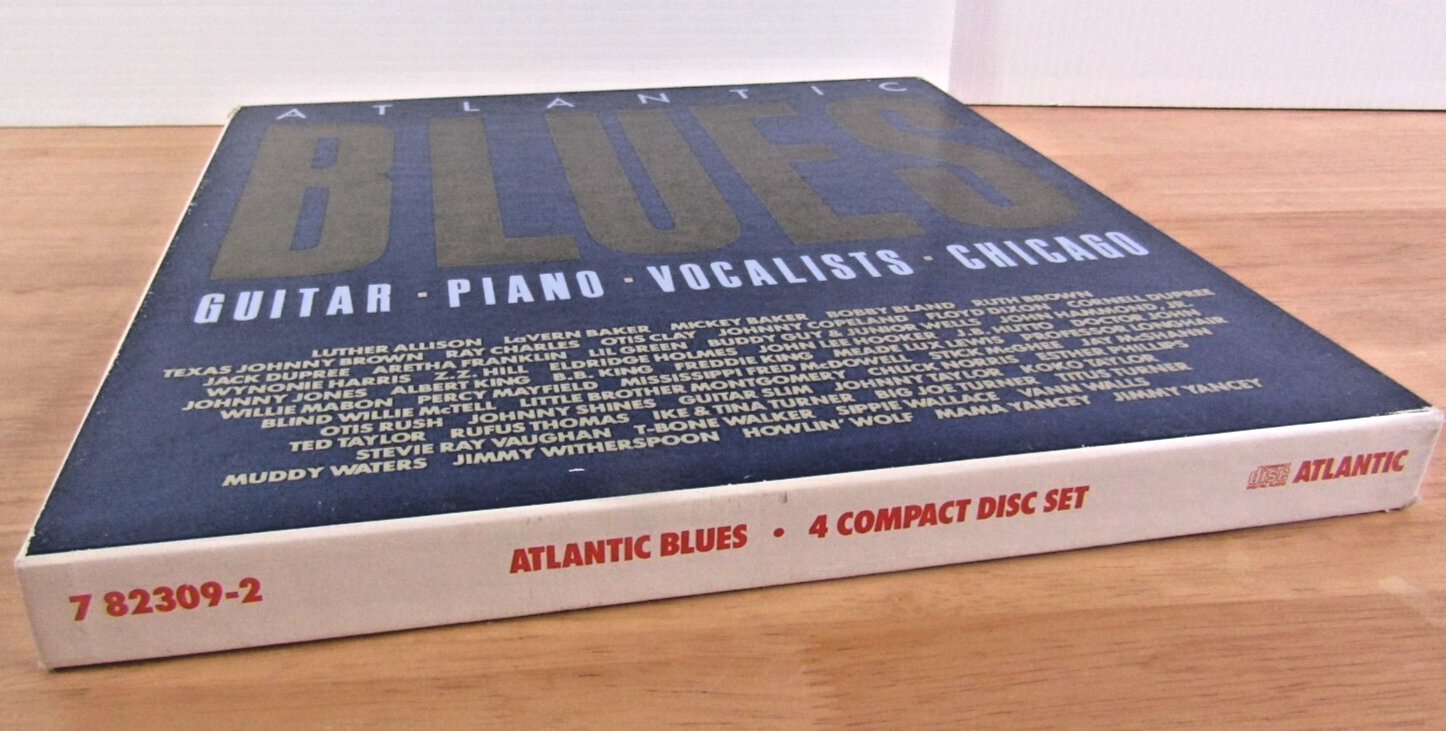 ATLANTIC
BLUES
GUITAR · PIANO · VOCALISTS · CHICAGO
LUTHER ALLISON LaVERN BAKER MICKEY BAKER BOBBY BLAND RUTH BROWN
TEXAS JOHNNY BROWN RAY CHARLES OTIS CLAY JOHNNY COPELAND FLOYD DIXON CORNELL DUPREE
JACK DUPREE ARETHA FRANKLIN LIL GREEN BUDDY GUY & JUNIOR WELLS JOHN HAMMOND, JR.
WYNONIE HARRIS Z.Z. HILL ELDRIDGE HOLMES JOHN LEE HOOKER J.B. HUTTO DOCTOR JOHN
JOHNNY JONES ALBERT KING B.B. KING FREDDIE KING MEADE LUX LEWIS PROFESSOR LONGHAIR
WILLIE MABON PERCY MAYFIELD MISSISSIPPI FRED McDOWELL STICK McGHEE JAY McSHANN
BLIND WILLIE McTELL LITTLE BROTHER MONTGOMERY CHUCK NORRIS ESTHER PHILLIPS
OTIS RUSH JOHNNY SHINES GUITAR SLIM JOHNNY TAYLOR KOKO TAYLOR
TED TAYLOR RUFUS THOMAS IKE & TINA TURNER BIG JOE TURNER TITUS TURNER
STEVIE RAY VAUGHAN T-BONE WALKER SIPPIE WALLACE VANN WALLS
MUDDY WATERS JIMMY WITHERSPOON HOWLIN' WOLF MAMA YANCEY JIMMY YANCEY
7 82309-2 ATLANTIC BLUES • 4 COMPACT DISC SET disc ATLANTIC